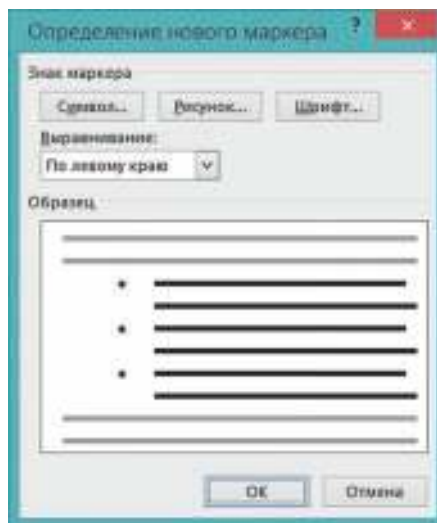 Определение нового маркера ?
Знак маркера
Символ... Рисунок... Шрифт...
Выравнивание:
По левому краю
Образец
ОК Отмена